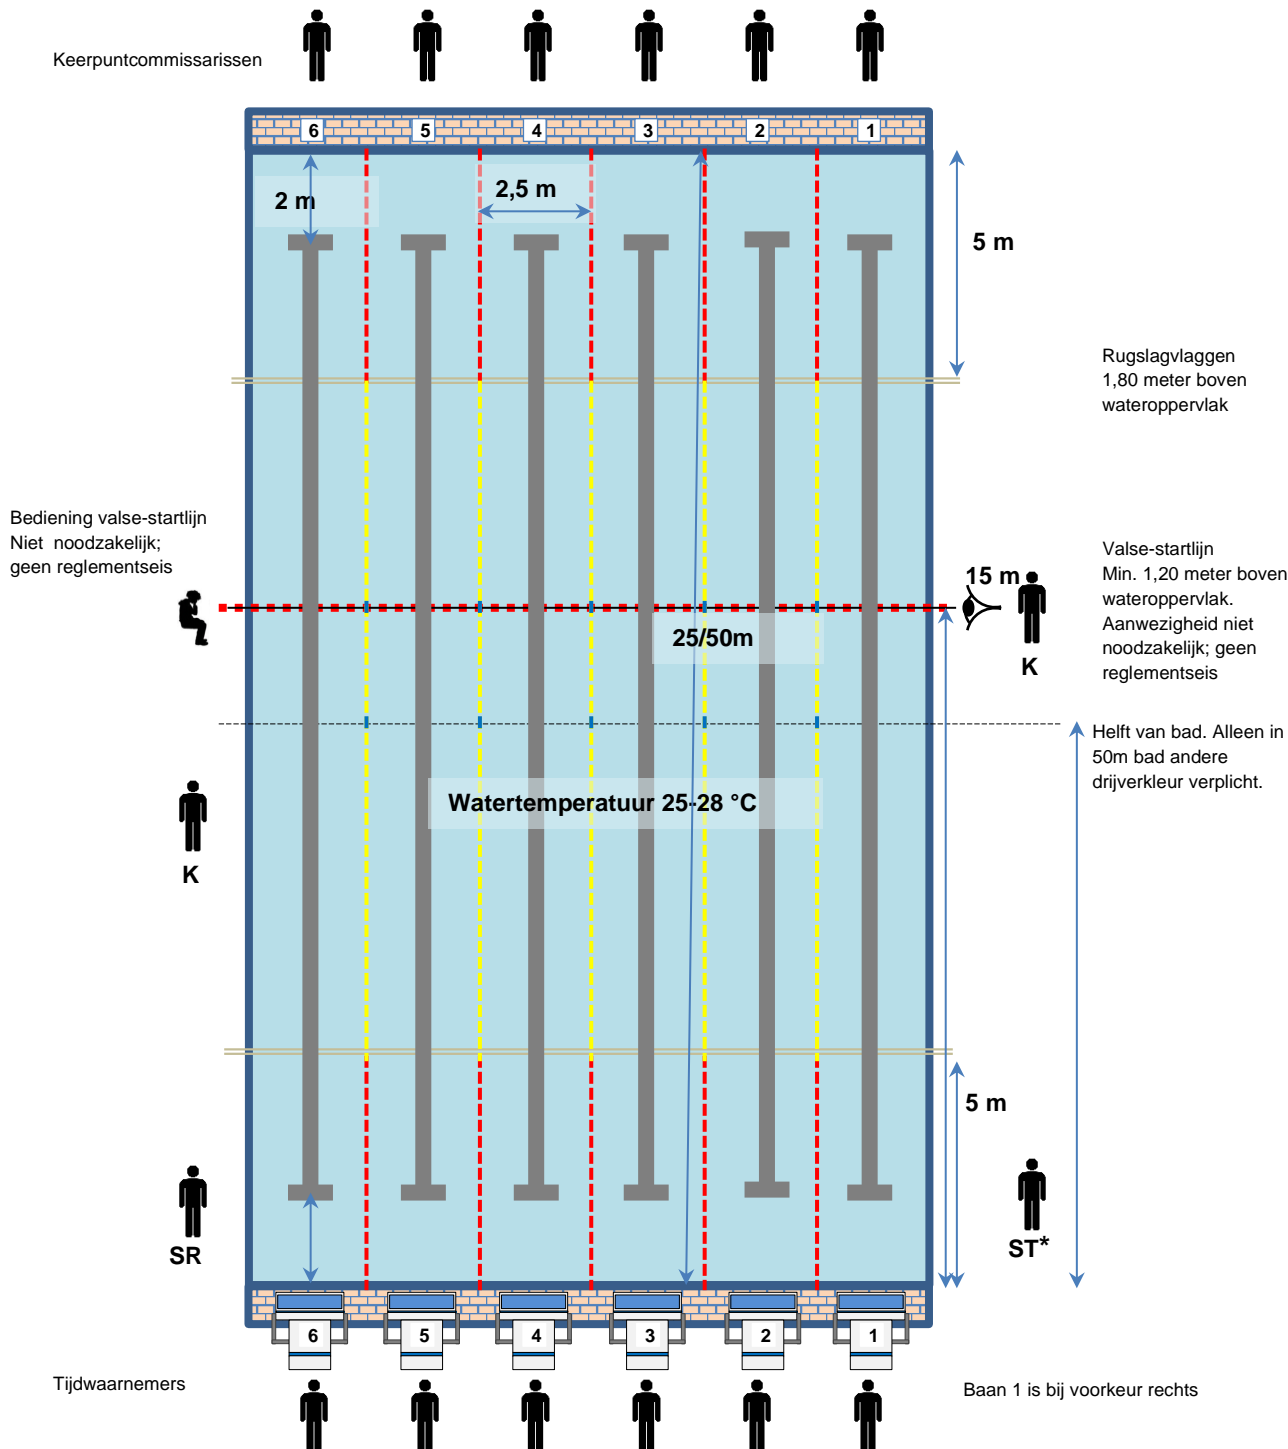 Keerpuntcommissarissen
6 5 4 3 2 1
2 m
2,5 m
5 m
Rugslagvlaggen
1,80 meter boven
wateroppervlak
Bediening valse-startlijn
Niet noodzakelijk;
geen reglementseis
15 m
K
Valse-startlijn
Min. 1,20 meter boven
wateroppervlak.
Aanwezigheid niet
noodzakelijk; geen
reglementseis
25/50m
Helft van bad. Alleen in
50m bad andere
drijverkleur verplicht.
Watertemperatuur 25-28 °C
K
5 m
SR
ST*
6 5 4 3 2 1
Tijdwaarnemers
Baan 1 is bij voorkeur rechts